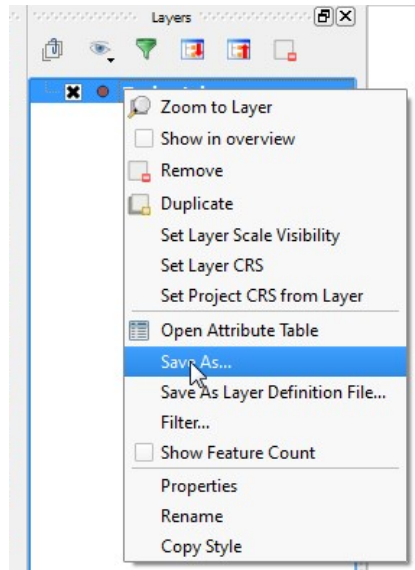 Layers
Zoom to Layer
Show in overview
Remove
Duplicate
Set Layer Scale Visibility
Set Layer CRS
Set Project CRS from Layer
Open Attribute Table
Save As...
Save As Layer Definition File...
Filter...
Show Feature Count
Properties
Rename
Copy Style